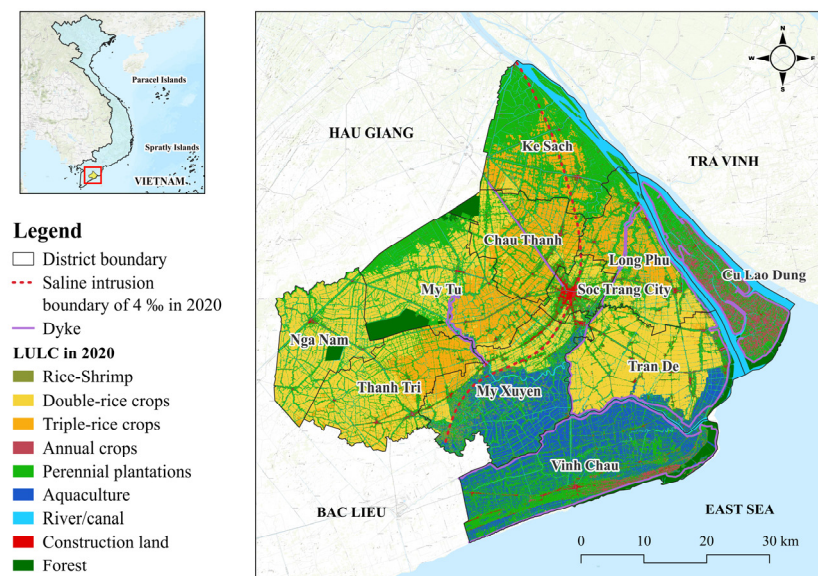 Paracel Islands
Spratly Islands
VIETNAM
Legend
District boundary
Saline intrusion
boundary of 4 ‰ in 2020
Dyke
LULC in 2020
Rice-Shrimp
Double-rice crops
Triple-rice crops
Annual crops
Perennial plantations
Aquaculture
River/canal
Construction land
Forest
N
W
E
S
HAU GIANG
Ke Sach
TRA VINH
Chau Thanh
Long Phu
Cu Lao Dung
My Tu
Soc Trang City
Nga Nam
Tran De
Thanh Tri
My Xuyen
Vinh Chau
BAC LIEU
EAST SEA
0 10 20 30 km